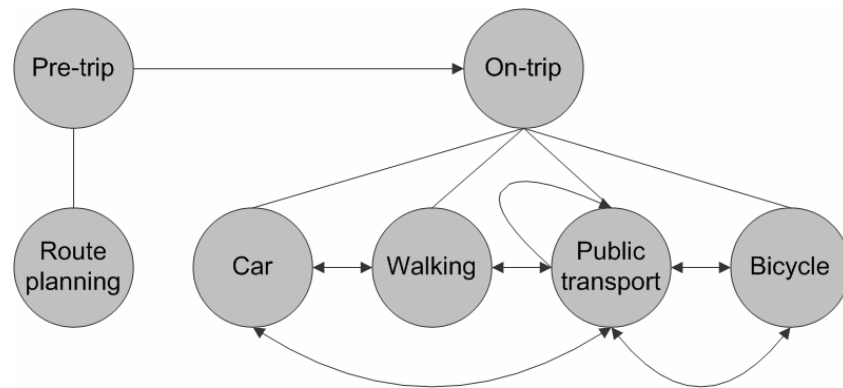 Pre-trip
On-trip
Route
planning
Car
Walking
Public
transport
Bicycle